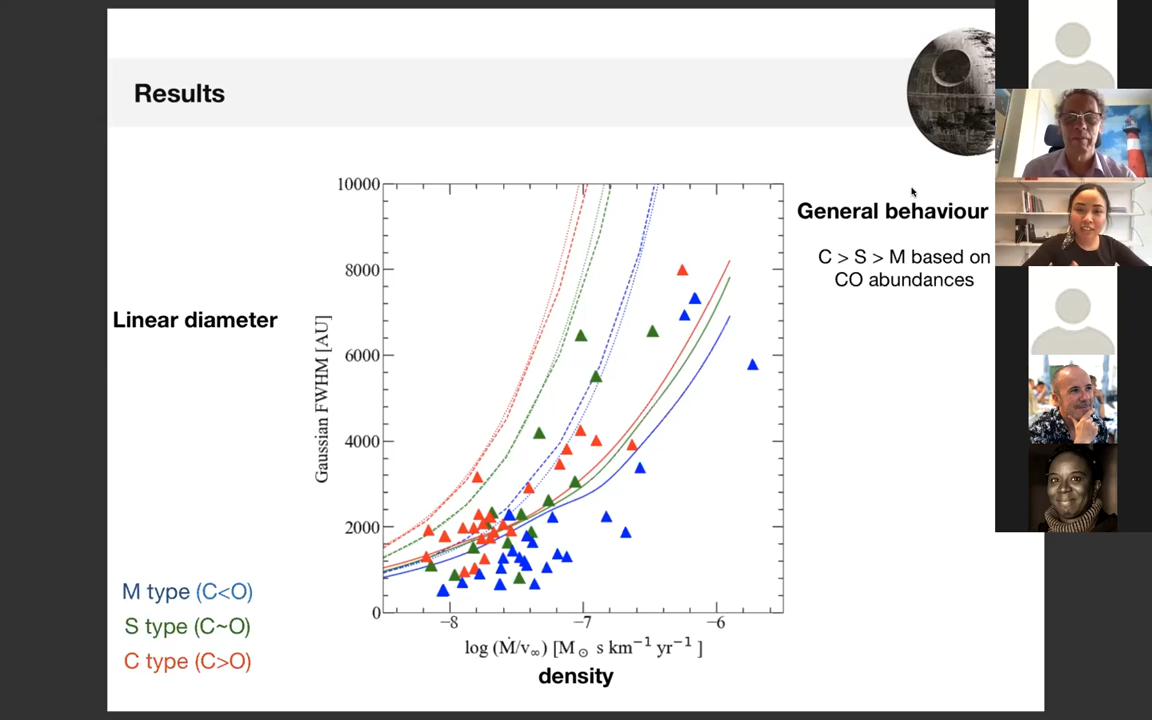 Results
General behaviour
C > S > M based on
CO abundances
Linear diameter
Gaussian FWHM [AU]
10000
8000
6000
4000
2000
0
−8
−7
−6
log (Ṁ/v∞) [M⊙ s km⁻¹ yr⁻¹ ]
density
M type (C<O)
S type (C~O)
C type (C>O)